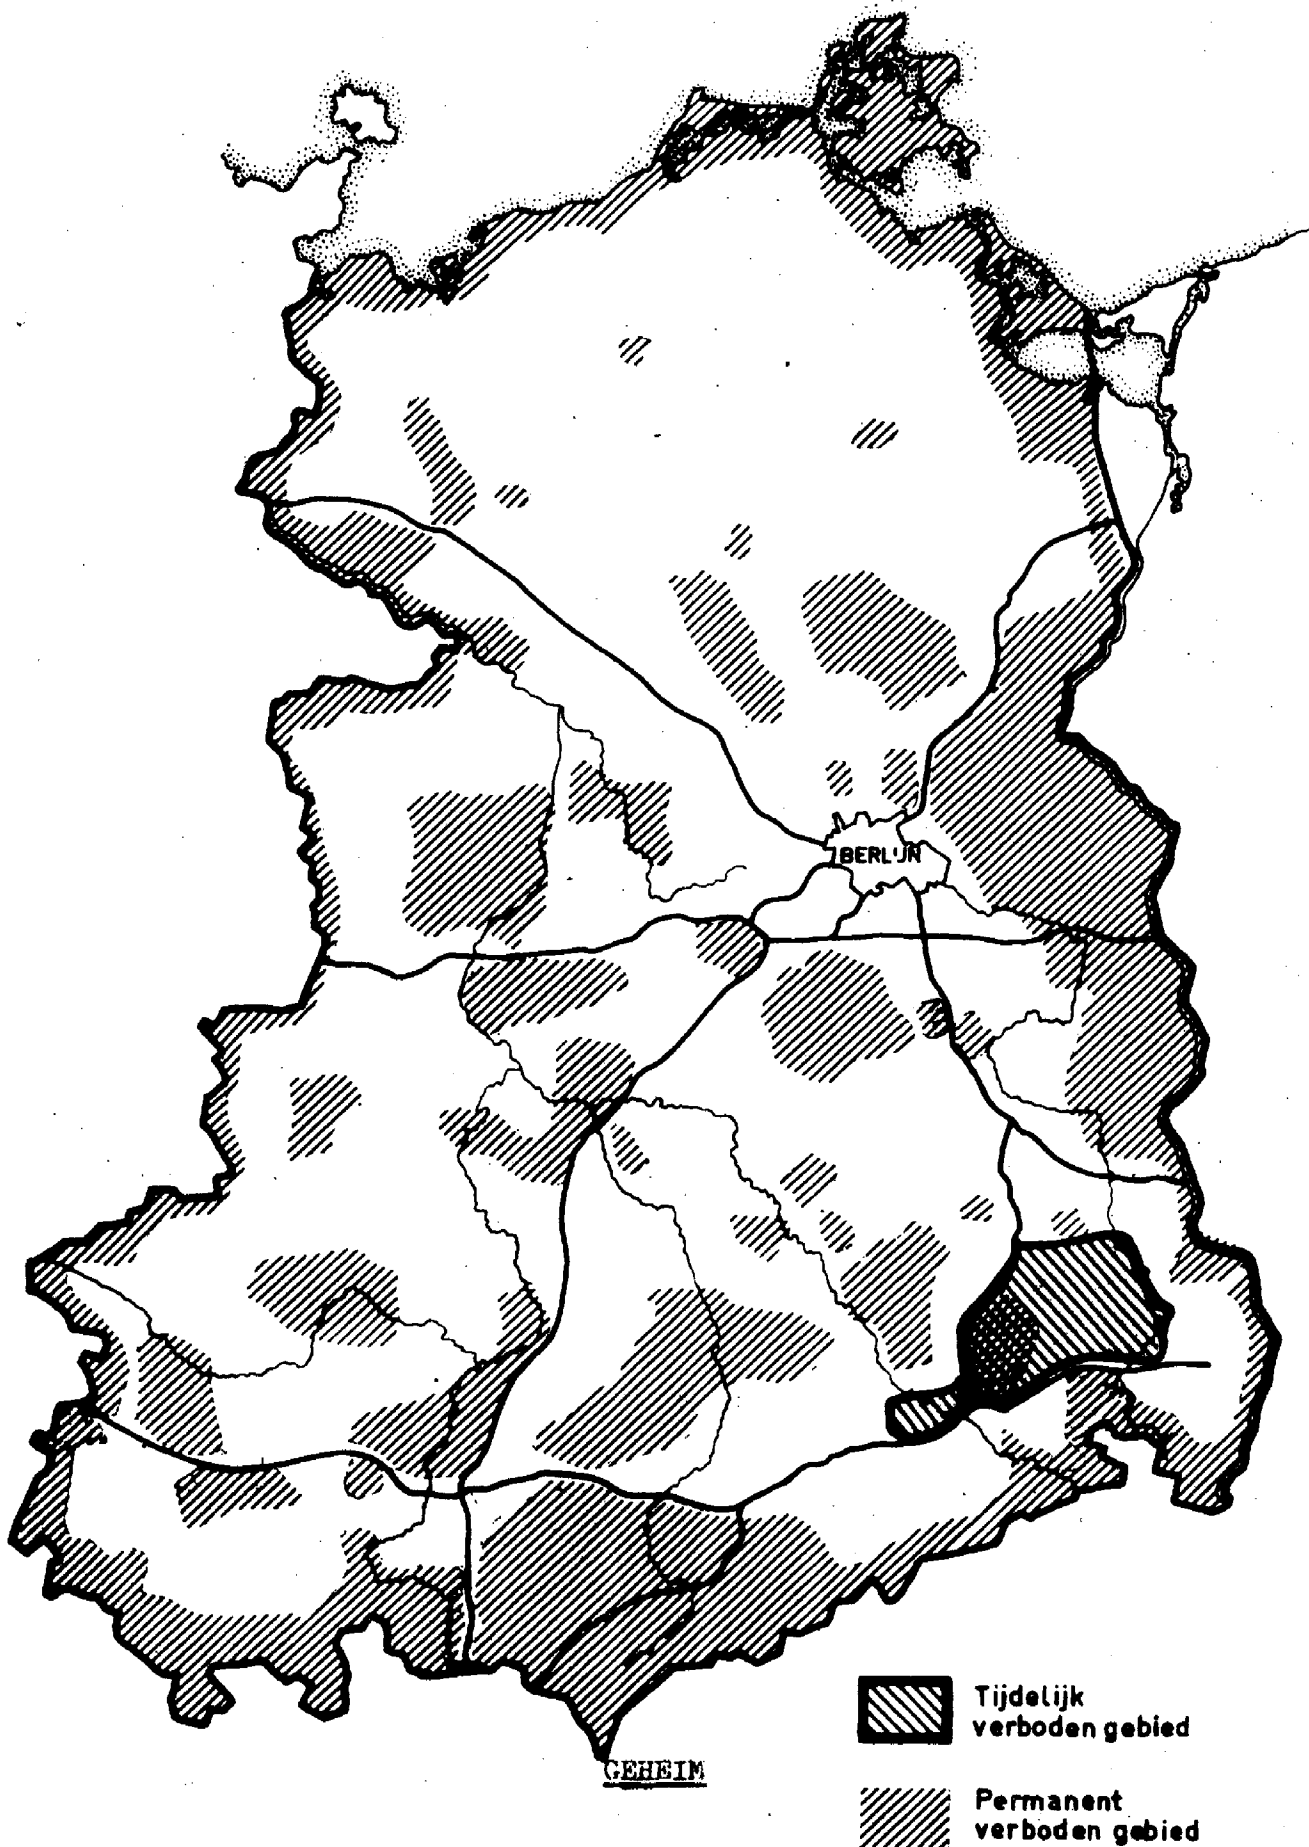 BERLIJN
Tijdelijk
verboden gebied
GEHEIM
Permanent
verboden gebied